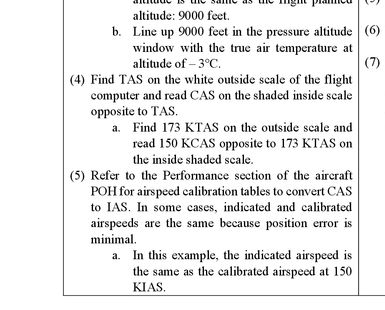 altitude is the same as the flight planned
altitude: 9000 feet.
b. Line up 9000 feet in the pressure altitude
window with the true air temperature at
altitude of – 3°C.
(4) Find TAS on the white outside scale of the flight
computer and read CAS on the shaded inside scale
opposite to TAS.
a. Find 173 KTAS on the outside scale and
read 150 KCAS opposite to 173 KTAS on
the inside shaded scale.
(5) Refer to the Performance section of the aircraft
POH for airspeed calibration tables to convert CAS
to IAS. In some cases, indicated and calibrated
airspeeds are the same because position error is
minimal.
a. In this example, the indicated airspeed is
the same as the calibrated airspeed at 150
KIAS.
(6)
(7)